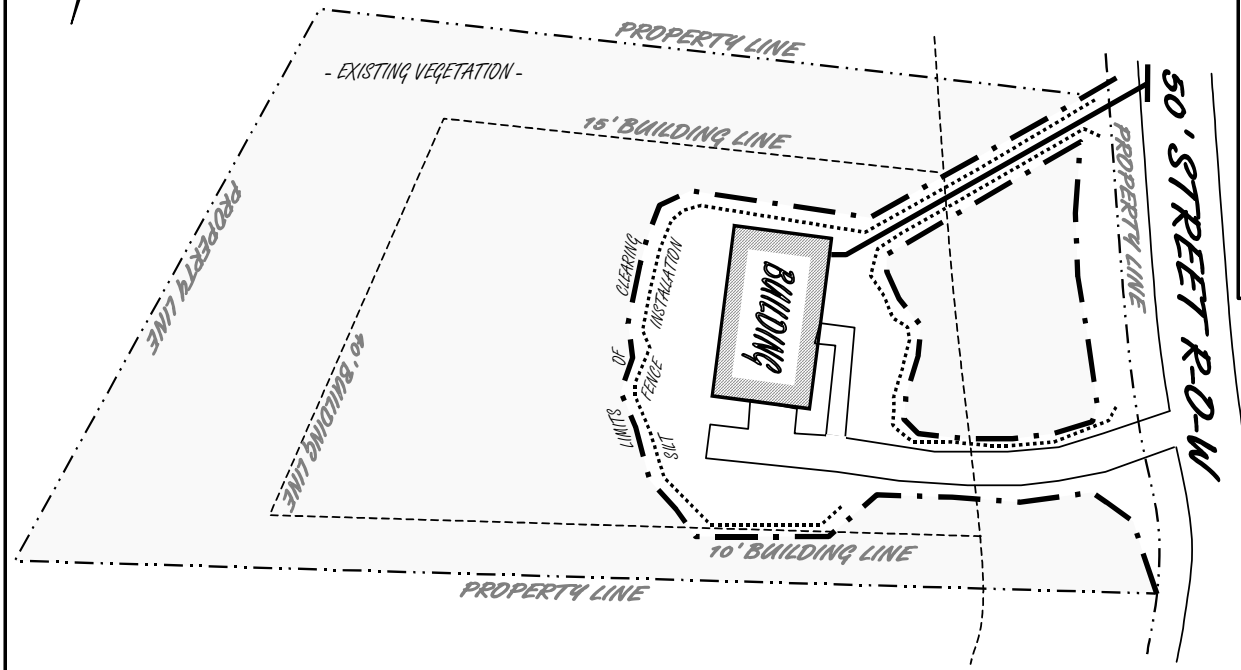 PROPERTY LINE
- EXISTING VEGETATION -
15' BUILDING LINE
50' STREET R-O-W
PROPERTY LINE
PROPERTY LINE
LIMITS OF CLEARING
SILT FENCE INSTALLATION
BUILDING
40' BUILDING LINE
10' BUILDING LINE
PROPERTY LINE